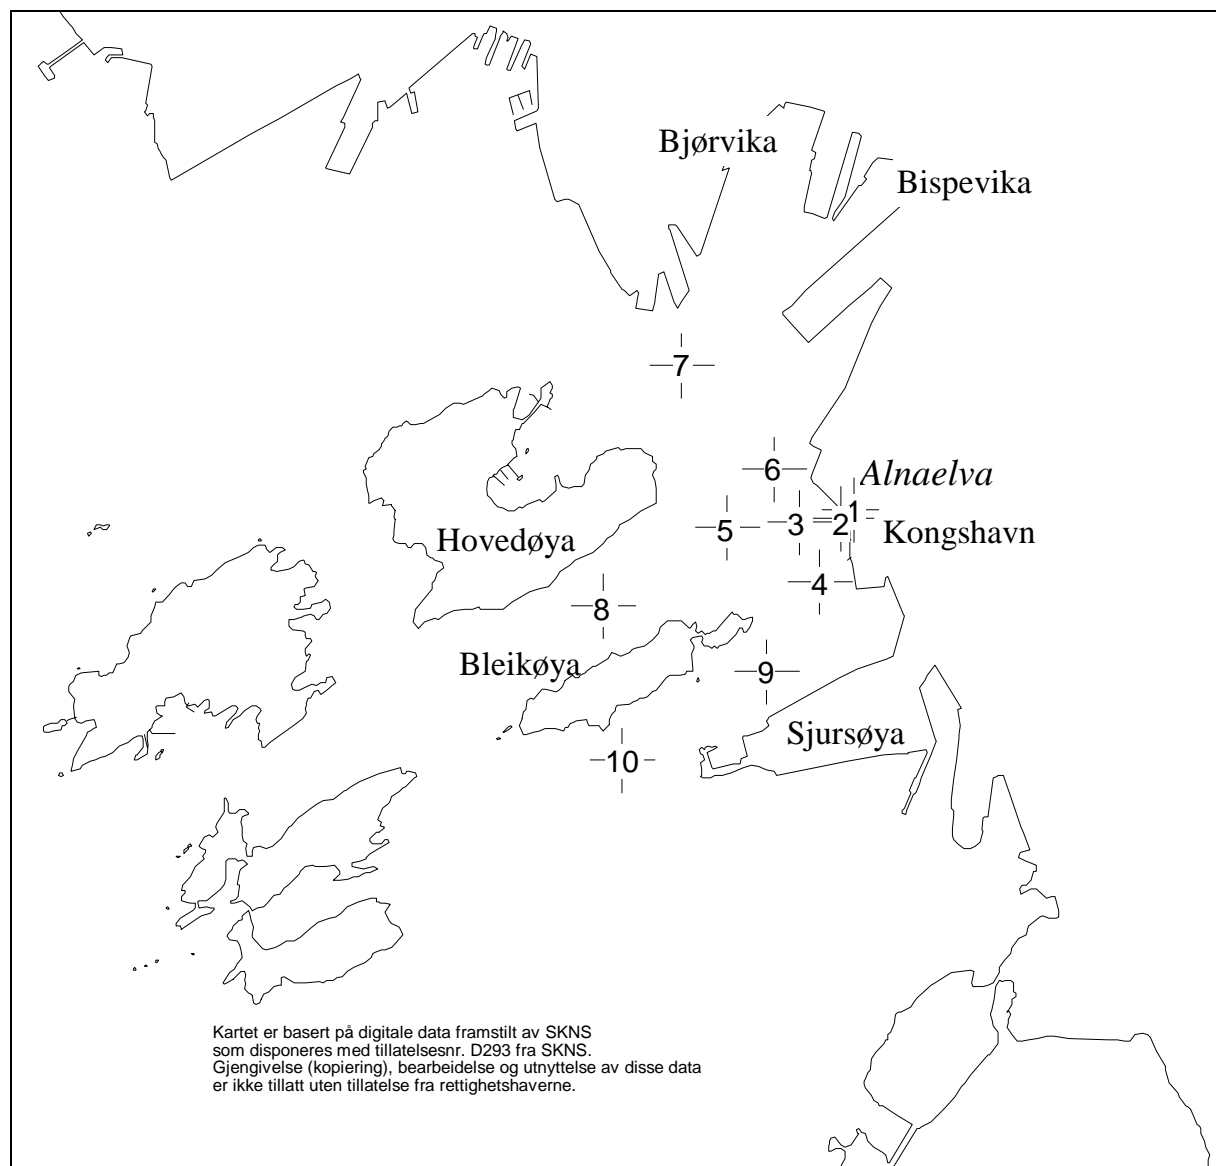 Bjørvika
Bispevika
7
6
Alnaelva
1
2
3
5
Kongshavn
Hovedøya
4
8
Bleikøya
9
Sjursøya
10
Kartet er basert på digitale data framstilt av SKNS
som disponeres med tillatelsesnr. D293 fra SKNS.
Gjengivelse (kopiering), bearbeidelse og utnyttelse av disse data
er ikke tillatt uten tillatelse fra rettighetshaverne.